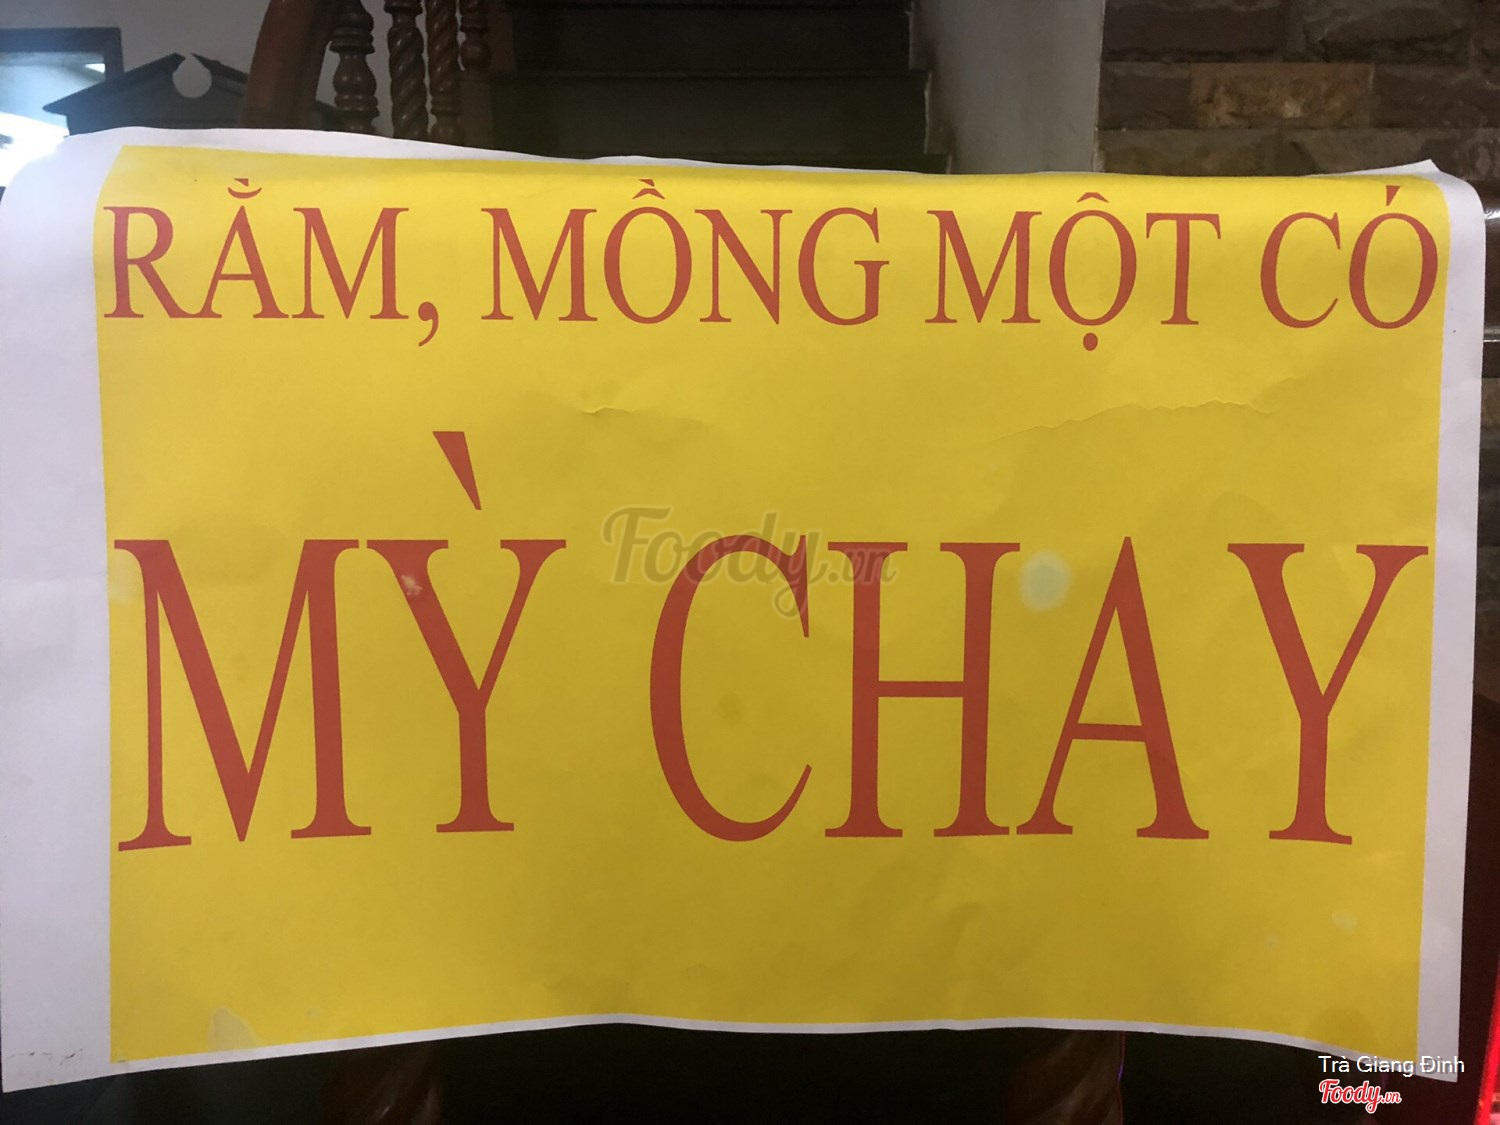 RẰM, MỒNG MỘT CÓ
MỲ CHAY
Foody.vn
Trà Giang Đinh
Foody.vn